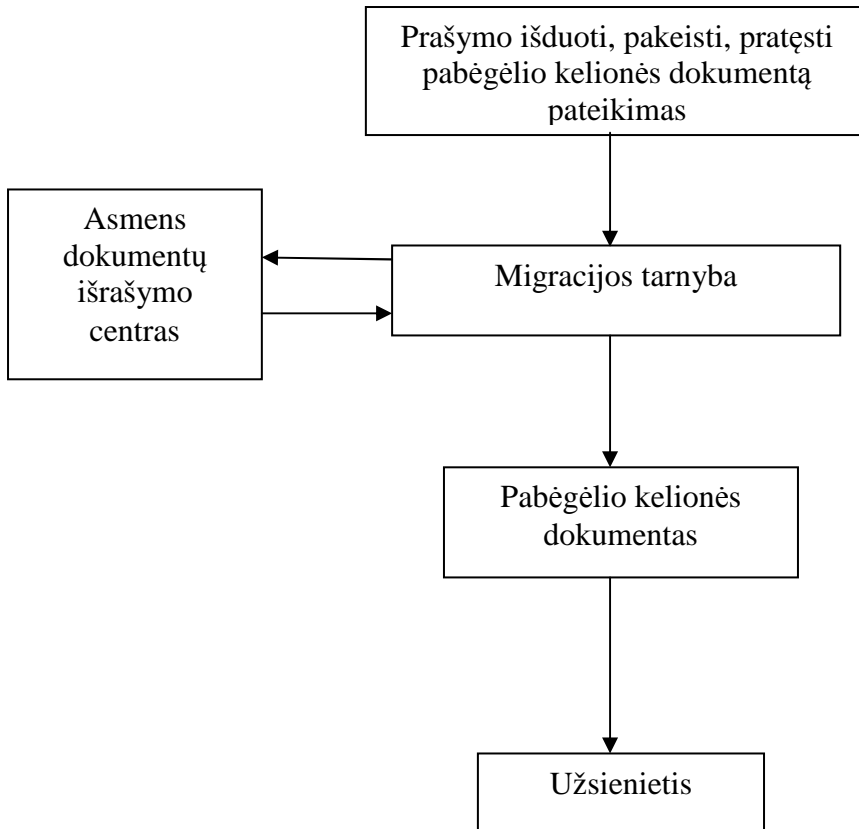 Prašymo išduoti, pakeisti, pratęsti
pabėgėlio kelionės dokumentą
pateikimas
Asmens
dokumentų
išrašymo
centras
Migracijos tarnyba
Pabėgėlio kelionės
dokumentas
Užsienietis